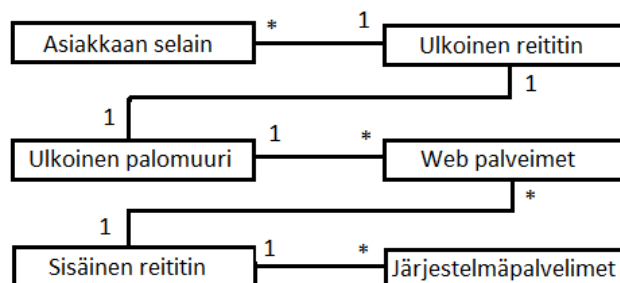 Asiakkaan selain * 1 Ulkoinen reititin
1
1
Ulkoinen palomuuri 1 * Web palveimet
*
1
Sisäinen reititin 1 * Järjestelmäpalvelimet